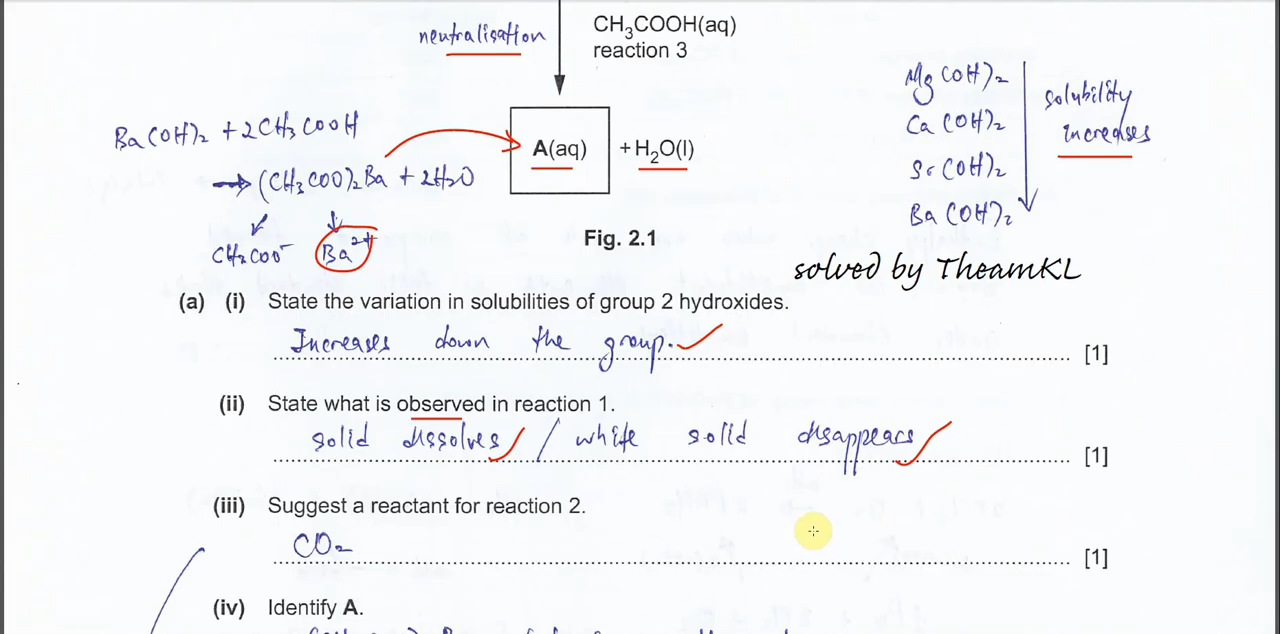 neutralisation
CH₃COOH(aq)
reaction 3
Mg(OH)₂
Ca(OH)₂
Sr(OH)₂
Ba(OH)₂
solubility
increases
Ba(OH)₂ + 2CH₃COOH
→ (CH₃COO)₂Ba + 2H₂O
CH₃COO⁻ Ba²⁺
A(aq) + H₂O(l)
Fig. 2.1
solved by TheamKL
(a) (i) State the variation in solubilities of group 2 hydroxides.
Increases down the group. [1]
(ii) State what is observed in reaction 1.
solid dissolves / white solid disappears [1]
(iii) Suggest a reactant for reaction 2.
CO₂ [1]
(iv) Identify A.